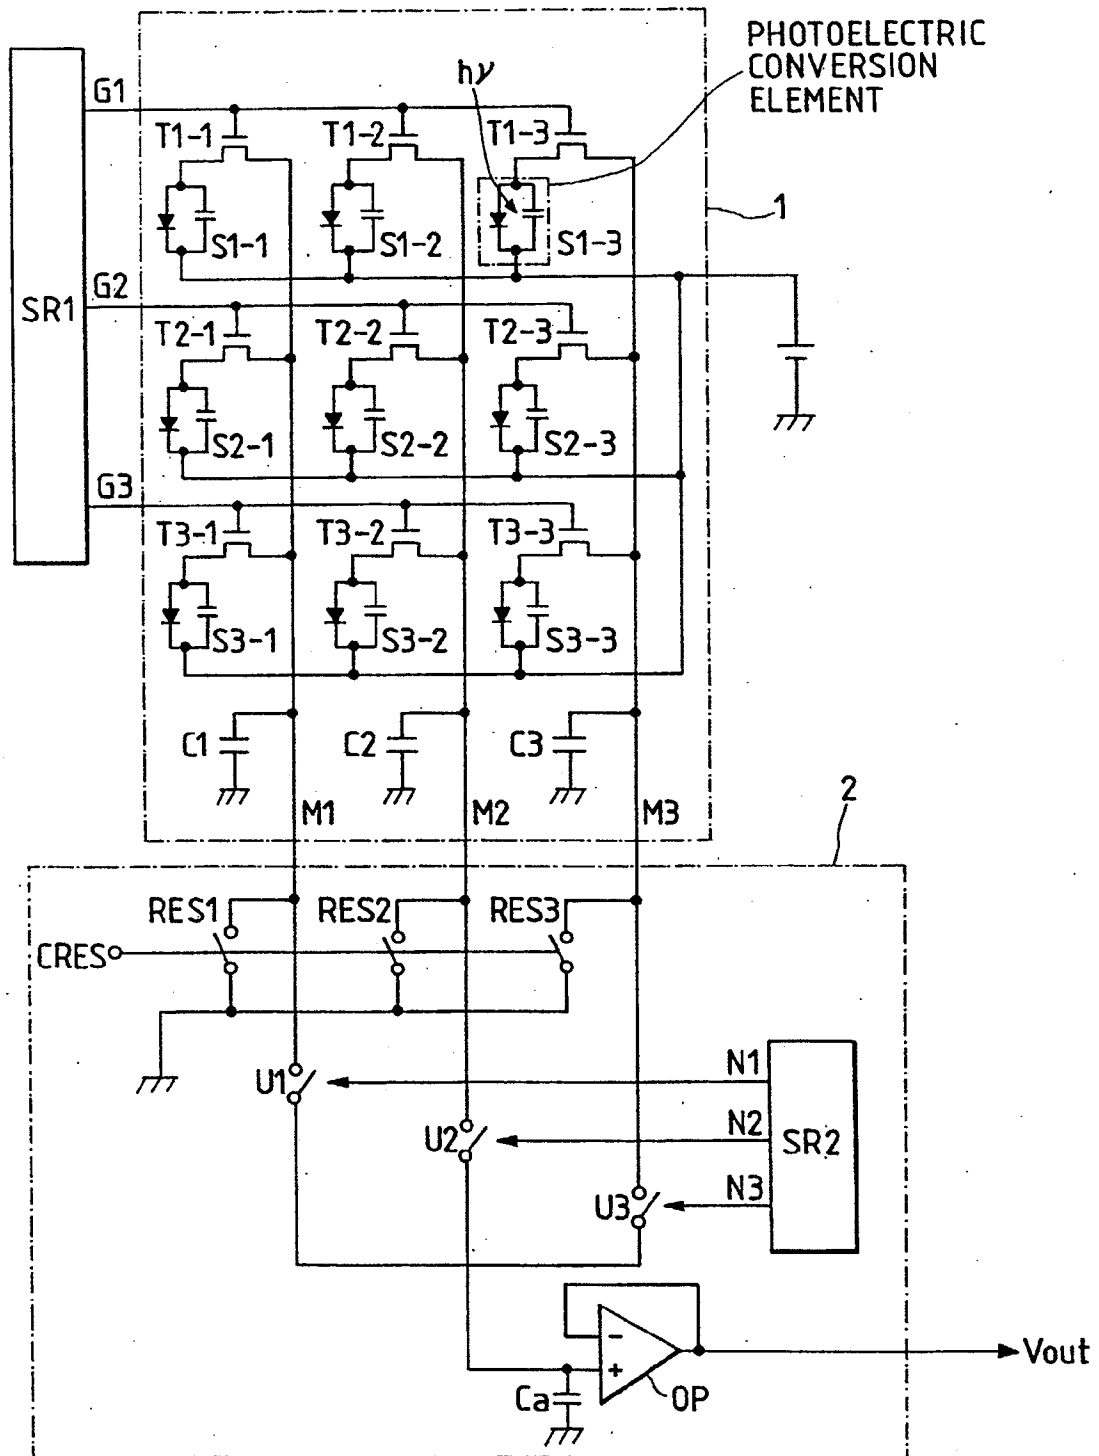 PHOTOELECTRIC
CONVERSION
ELEMENT
hν
G1
T1-1
T1-2
T1-3
1
S1-1
S1-2
S1-3
G2
SR1
T2-1
T2-2
T2-3
S2-1
S2-2
S2-3
G3
T3-1
T3-2
T3-3
S3-1
S3-2
S3-3
C1
C2
C3
M1
M2
M3
2
RES1
RES2
RES3
CRES
N1
U1
N2
U2
SR2
N3
U3
-
+
Vout
Ca
OP